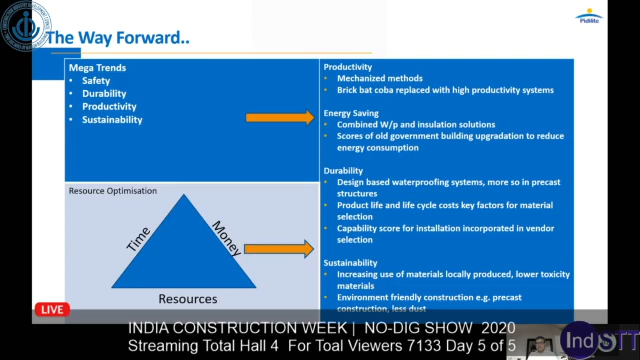 The Way Forward..
Pidilite
Mega Trends
• Safety
• Durability
• Productivity
• Sustainability
Productivity
• Mechanized methods
• Brick bat coba replaced with high productivity systems
Energy Saving
• Combined W/p and insulation solutions
• Scores of old government building upgradation to reduce
energy consumption
Durability
• Design based waterproofing systems, more so in precast
structures
• Product life and life cycle costs key factors for material
selection
• Capability score for installation incorporated in vendor
selection
Sustainability
• Increasing use of materials locally produced, lower toxicity
materials
• Environment friendly construction e.g. precast
construction, less dust
Resource Optimisation
Time
Money
Resources
LIVE
INDIA CONSTRUCTION WEEK | NO-DIG SHOW 2020
Streaming Total Hall 4 For Toal Viewers 7133 Day 5 of 5
IndSTT